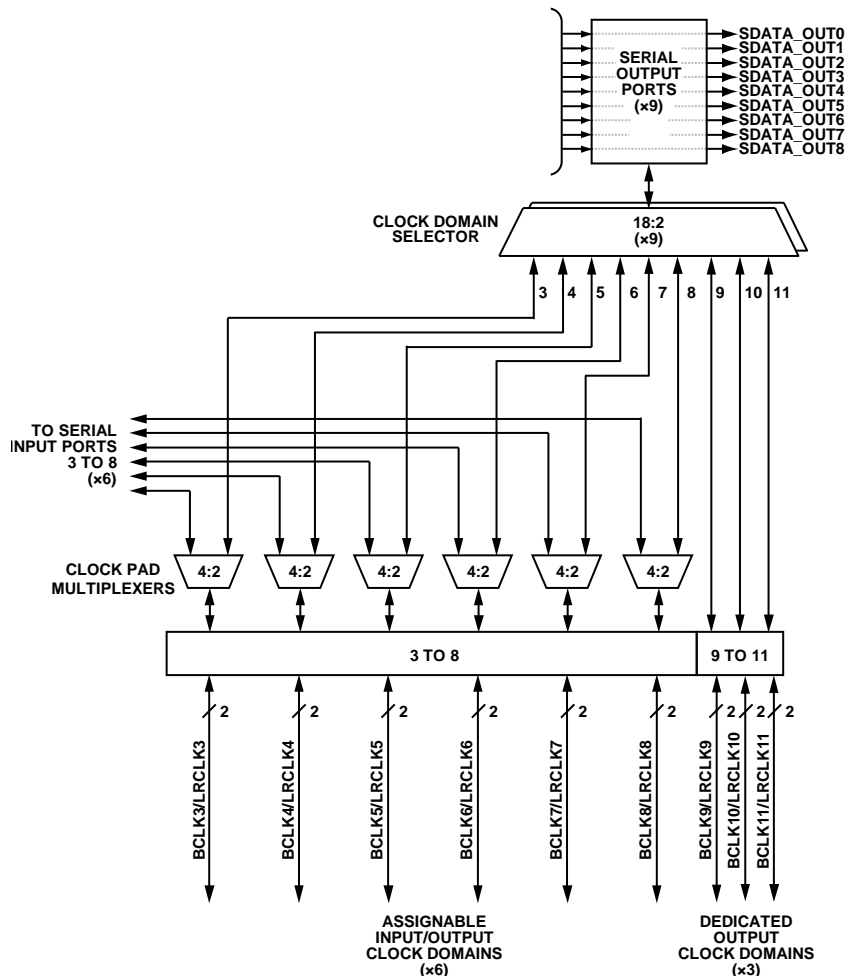 SDATA_OUT0
SDATA_OUT1
SDATA_OUT2
SDATA_OUT3
SDATA_OUT4
SDATA_OUT5
SDATA_OUT6
SDATA_OUT7
SDATA_OUT8
SERIAL
OUTPUT
PORTS
(×9)
CLOCK DOMAIN
SELECTOR
18:2
(×9)
3
4
5
6
7
8
9
10
11
TO SERIAL
INPUT PORTS
3 TO 8
(×6)
CLOCK PAD
MULTIPLEXERS
4:2
4:2
4:2
4:2
4:2
4:2
3 TO 8
9 TO 11
2
2
2
2
2
2
2
2
2
BCLK3/LRCLK3
BCLK4/LRCLK4
BCLK5/LRCLK5
BCLK6/LRCLK6
BCLK7/LRCLK7
BCLK8/LRCLK8
BCLK9/LRCLK9
BCLK10/LRCLK10
BCLK11/LRCLK11
ASSIGNABLE
INPUT/OUTPUT
CLOCK DOMAINS
(×6)
DEDICATED
OUTPUT
CLOCK DOMAINS
(×3)